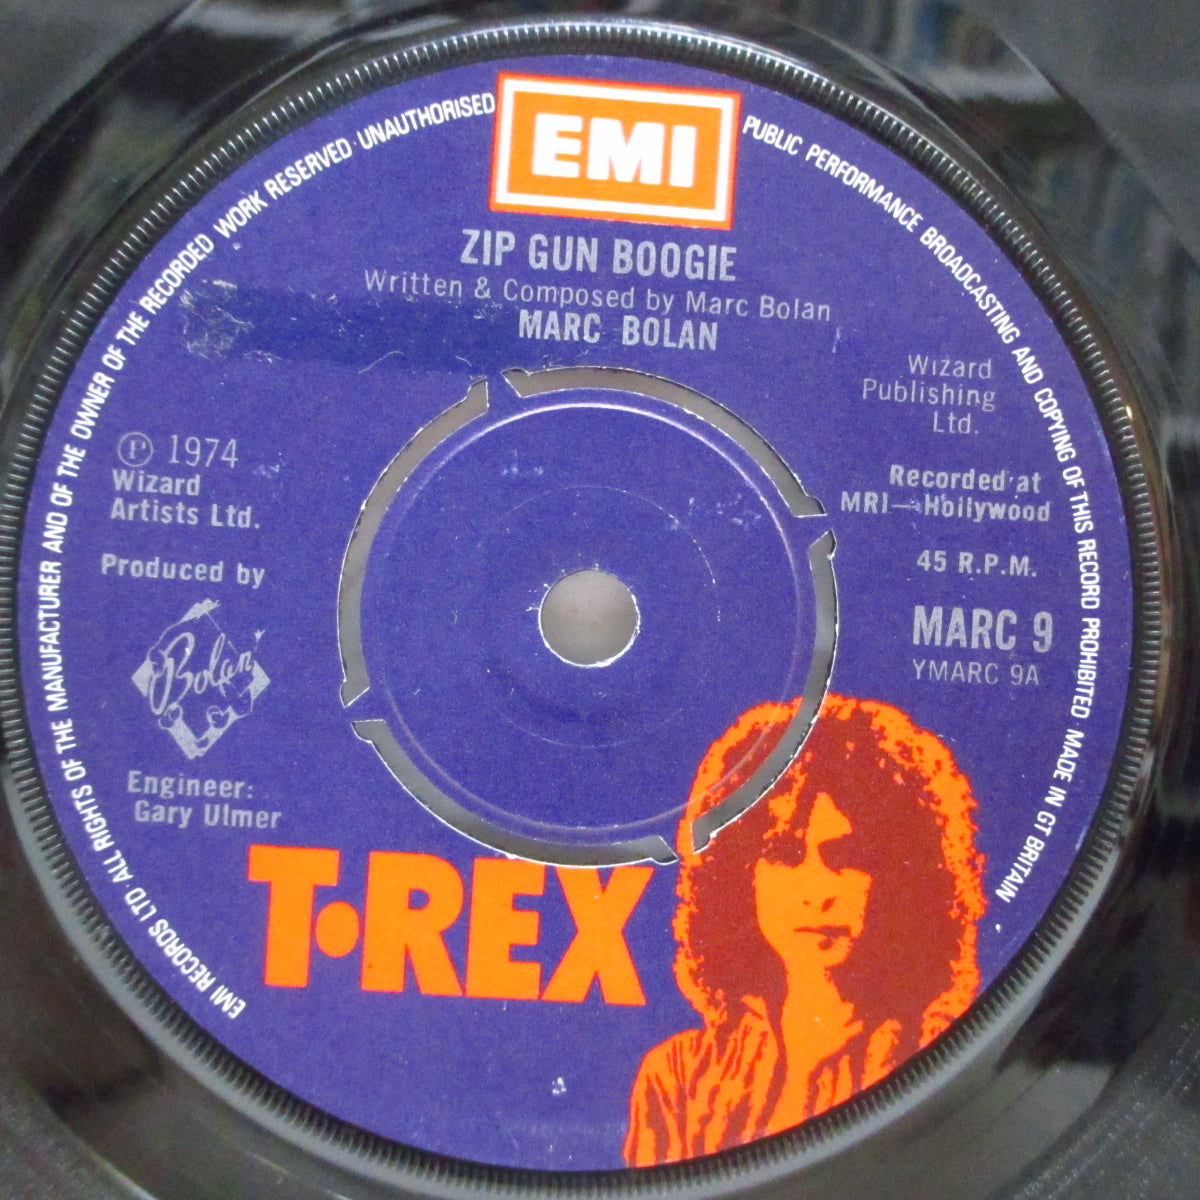 EMI
ZIP GUN BOOGIE
Written & Composed by Marc Bolan
MARC BOLAN
Wizard
Publishing
Ltd.
Ⓟ 1974
Wizard
Artists Ltd.
Recorded at
MRI—Hollywood
45 R.P.M.
Produced by
Bolan
MARC 9
YMARC 9A
Engineer:
Gary Ulmer
T•REX
EMI RECORDS LTD· ALL RIGHTS OF THE MANUFACTURER AND OF THE OWNER OF THE RECORDED WORK RESERVED· UNAUTHORISED PUBLIC PERFORMANCE BROADCASTING AND COPYING OF THIS RECORD PROHIBITED MADE IN GT BRITAIN